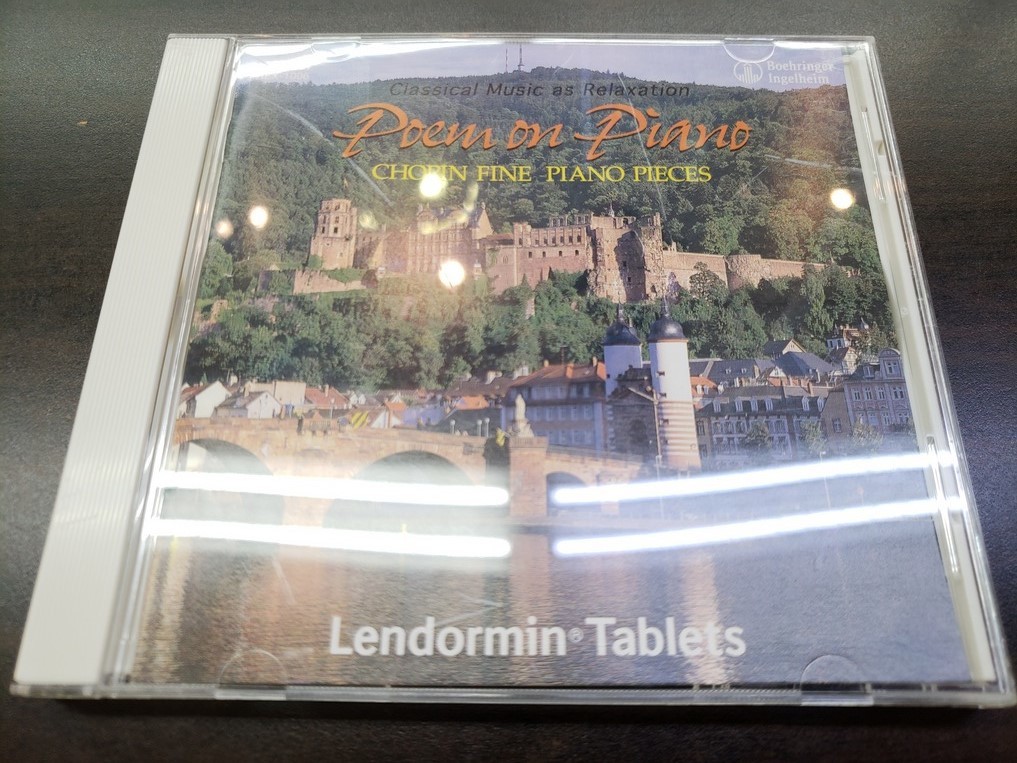 Boehringer
Ingelheim
Classical Music as Relaxation
Poem on Piano
CHOPIN FINE PIANO PIECES
Lendormin® Tablets